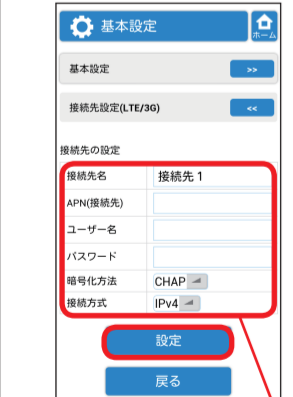 基本設定
ホーム
基本設定
>>
接続先設定(LTE/3G)
<<
接続先の設定
接続先名 接続先 1
APN(接続先)
ユーザー名
パスワード
暗号化方法 CHAP
接続方式 IPv4
設定
戻る